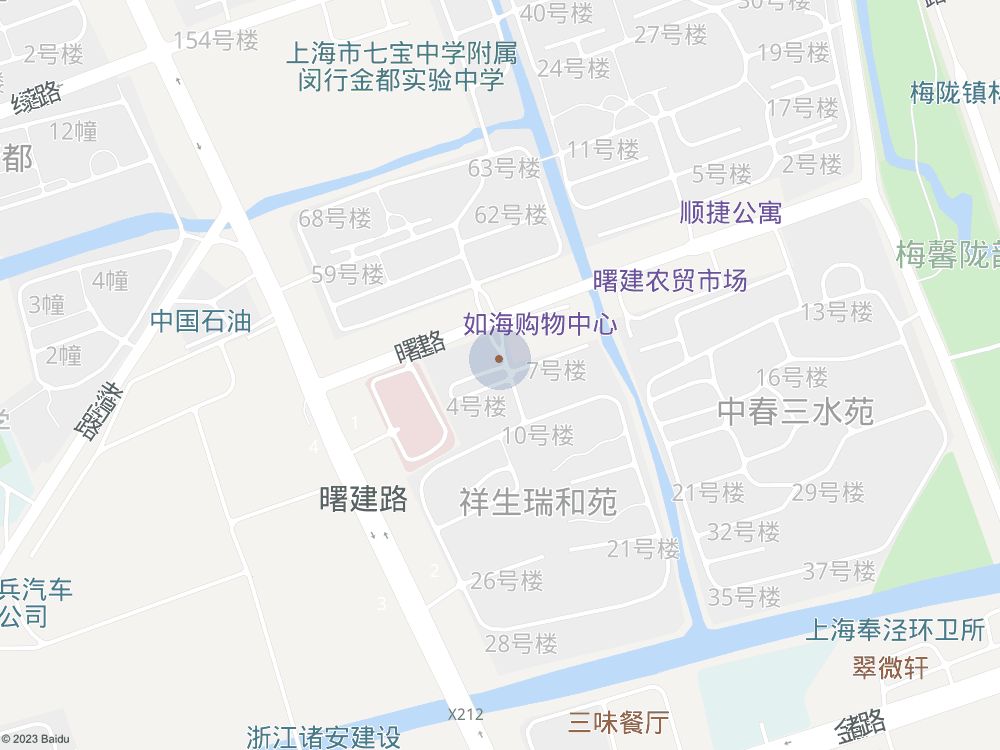 40号楼
30号楼
154号楼
27号楼
2号楼
上海市七宝中学附属
闵行金都实验中学
19号楼
24号楼
梅陇镇
17号楼
12幢
都
11号楼
63号楼
2号楼
5号楼
68号楼
62号楼
顺捷公寓
梅馨陇韵
59号楼
4幢
曙建农贸市场
3幢
13号楼
中国石油
如海购物中心
曙建路
2幢
7号楼
16号楼
4号楼
中春三水苑
10号楼
4
曙建路
祥生瑞和苑
21号楼
29号楼
32号楼
21号楼
2
26号楼
37号楼
兵汽车
公司
3
35号楼
28号楼
上海奉泾环卫所
翠微轩
X212
三味餐厅
金都路
浙江诸安建设
© 2023 Baidu